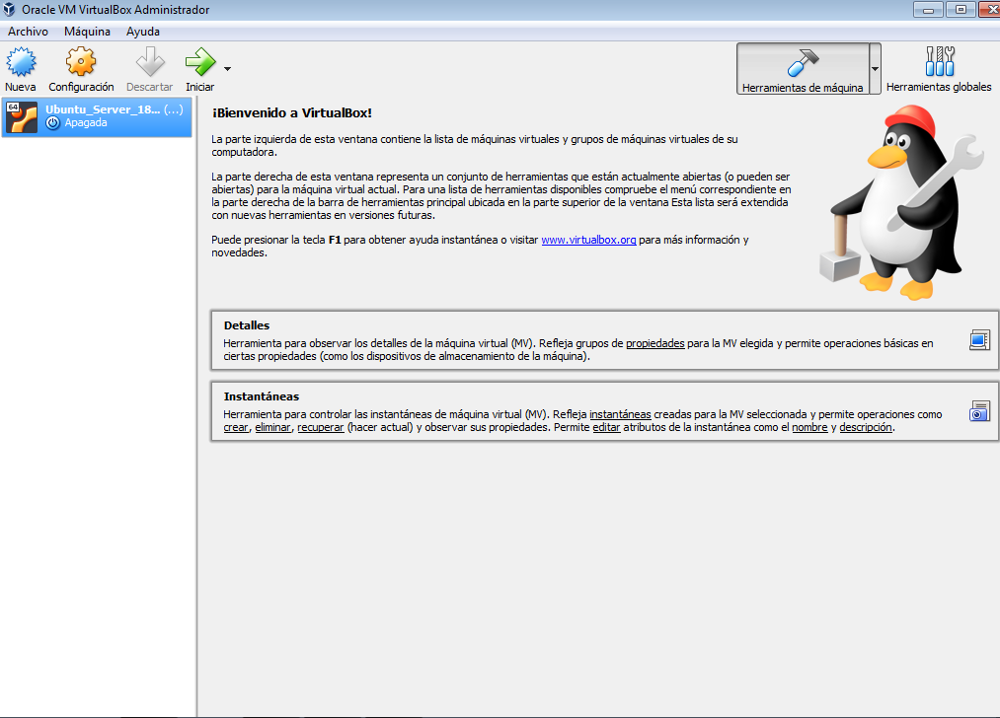 Oracle VM VirtualBox Administrador
Archivo Máquina Ayuda
Nueva Configuración Descartar Iniciar Herramientas de máquina Herramientas globales
64
Ubuntu_Server_18... (...)
Apagada
¡Bienvenido a VirtualBox!
La parte izquierda de esta ventana contiene la lista de máquinas virtuales y grupos de máquinas virtuales de su
computadora.
La parte derecha de esta ventana representa un conjunto de herramientas que están actualmente abiertas (o pueden ser
abiertas) para la máquina virtual actual. Para una lista de herramientas disponibles compruebe el menú correspondiente en
la parte derecha de la barra de herramientas principal ubicada en la parte superior de la ventana Esta lista será extendida
con nuevas herramientas en versiones futuras.
Puede presionar la tecla F1 para obtener ayuda instantánea o visitar www.virtualbox.org para más información y
novedades.
Detalles
Herramienta para observar los detalles de la máquina virtual (MV). Refleja grupos de propiedades para la MV elegida y permite operaciones básicas en
ciertas propiedades (como los dispositivos de almacenamiento de la máquina).
Instantáneas
Herramienta para controlar las instantáneas de máquina virtual (MV). Refleja instantáneas creadas para la MV seleccionada y permite operaciones como
crear, eliminar, recuperar (hacer actual) y observar sus propiedades. Permite editar atributos de la instantánea como el nombre y descripción.